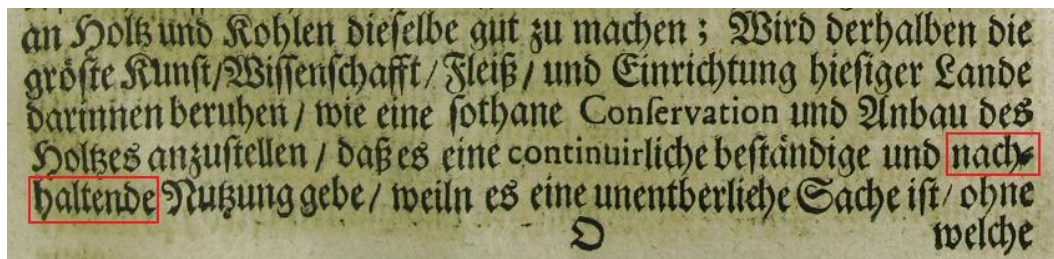 an Holtz und Kohlen dieselbe gut zu machen; Wird derhalben die
gröste Kunst/Wissenschafft/Fleiß/ und Einrichtung hiesiger Lande
darinnen beruhen/ wie eine sothane Conservation und Anbau des
Holtzes anzustellen/ daß es eine continuirliche beständige und nach-
haltende Nutzung gebe/ weiln es eine unentberliche Sache ist/ ohne
O welche